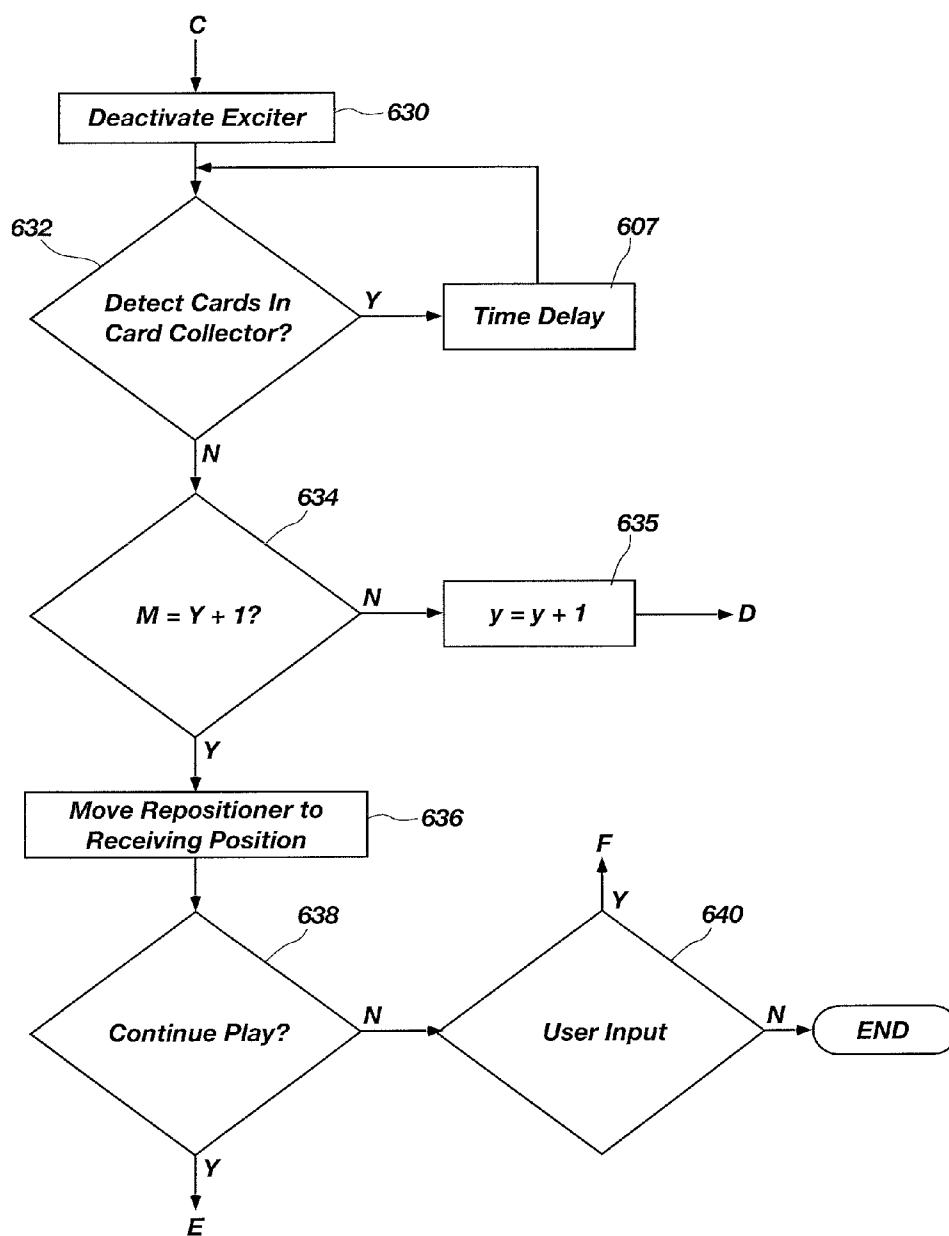 C
Deactivate Exciter
630
632
607
Detect Cards In
Card Collector?
Y
Time Delay
N
634
635
M = Y + 1?
N
y = y + 1
D
Y
Move Repositioner to
Receiving Position
636
F
Y
638
640
Continue Play?
N
User Input
N
END
Y
E